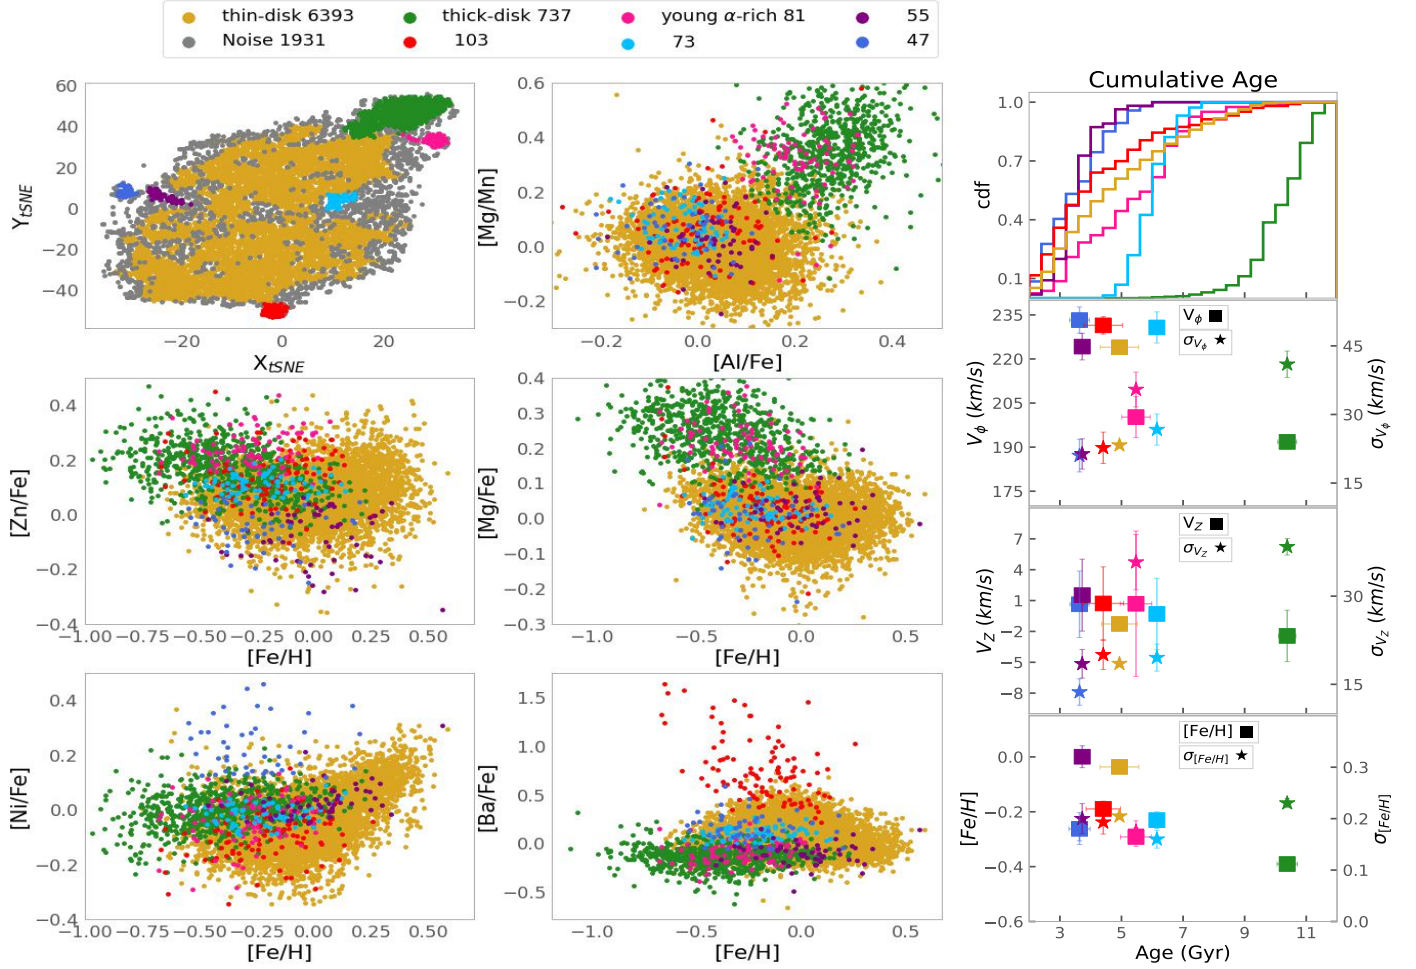 thin-disk 6393 thick-disk 737 young α-rich 81 55
Noise 1931 103 73 47
Cumulative Age
60
40
20
0
−20
−40
Y_tSNE
−20 0 20
X_tSNE
0.6
0.4
0.2
0.0
−0.2
[Mg/Mn]
−0.2 0.0 0.2 0.4
[Al/Fe]
1.0
0.7
0.4
0.1
cdf
0.4
0.2
0.0
−0.2
−0.4
[Zn/Fe]
−1.00 −0.75 −0.50 −0.25 0.00 0.25 0.50
[Fe/H]
0.4
0.3
0.2
0.1
0.0
−0.1
−0.2
−0.3
[Mg/Fe]
−1.0 −0.5 0.0 0.5
[Fe/H]
235
220
205
190
175
V_ϕ (km/s)
V_ϕ
σ_V_ϕ
45
30
15
σ_V_ϕ (km/s)
7
4
1
−2
−5
−8
V_Z (km/s)
V_Z
σ_V_Z
30
15
σ_V_Z (km/s)
0.4
0.2
0.0
−0.2
−0.4
[Ni/Fe]
−1.00 −0.75 −0.50 −0.25 0.00 0.25 0.50
[Fe/H]
1.5
1.0
0.5
0.0
−0.5
[Ba/Fe]
−1.0 −0.5 0.0 0.5
[Fe/H]
0.0
−0.2
−0.4
−0.6
[Fe/H]
[Fe/H]
σ_[Fe/H]
0.3
0.2
0.1
0.0
σ_[Fe/H]
3 5 7 9 11
Age (Gyr)